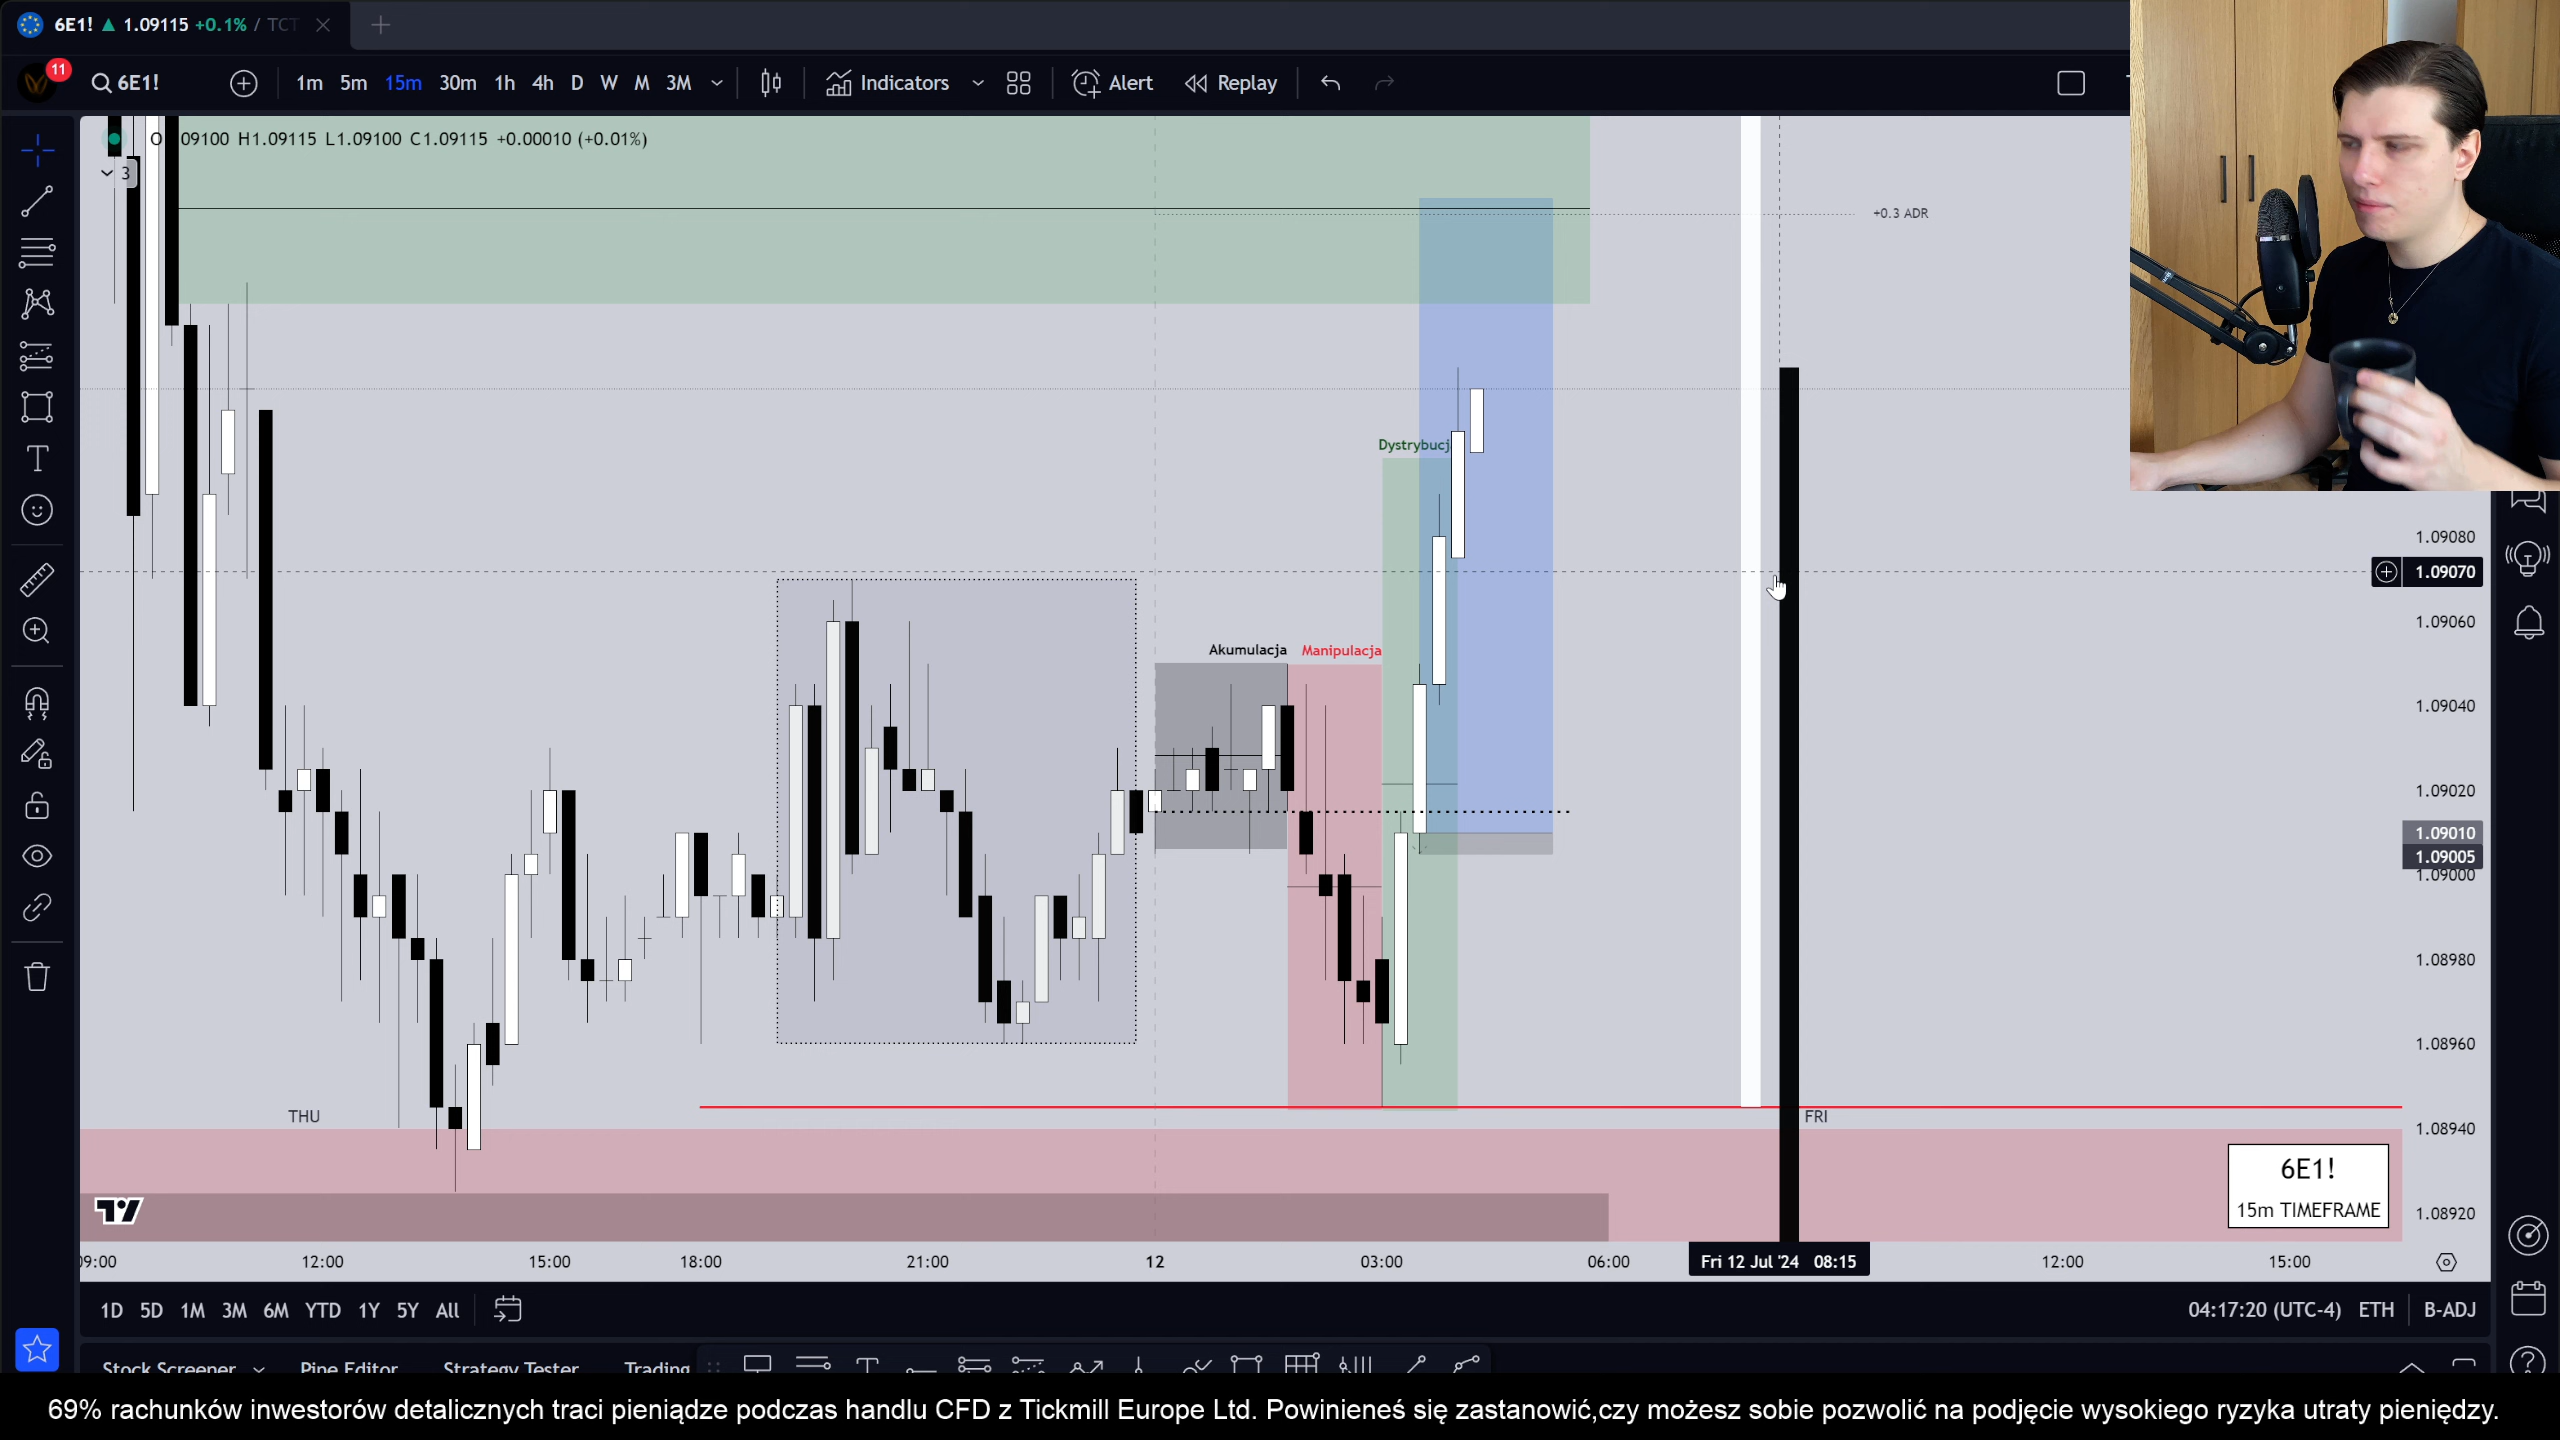 6E1! ▲ 1.09115 +0.1% / TCT
11
6E1!
1m 5m 15m 30m 1h 4h D W M 3M
Indicators
Alert
Replay
09100 H1.09115 L1.09100 C1.09115 +0.00010 (+0.01%)
3
+0.3 ADR
Dystrybucj
Akumulacja
Manipulacja
1.09080
1.09070
1.09060
1.09040
1.09020
1.09010
1.09005
1.09000
1.08980
1.08960
1.08940
1.08920
THU
FRI
6E1!
15m TIMEFRAME
09:00 12:00 15:00 18:00 21:00 12 03:00 06:00 Fri 12 Jul '24 08:15 12:00 15:00
1D 5D 1M 3M 6M YTD 1Y 5Y All
04:17:20 (UTC-4) ETH B-ADJ
Stock Screener Pine Editor Strategy Tester Trading
69% rachunków inwestorów detalicznych traci pieniądze podczas handlu CFD z Tickmill Europe Ltd. Powinieneś się zastanowić,czy możesz sobie pozwolić na podjęcie wysokiego ryzyka utraty pieniędzy.